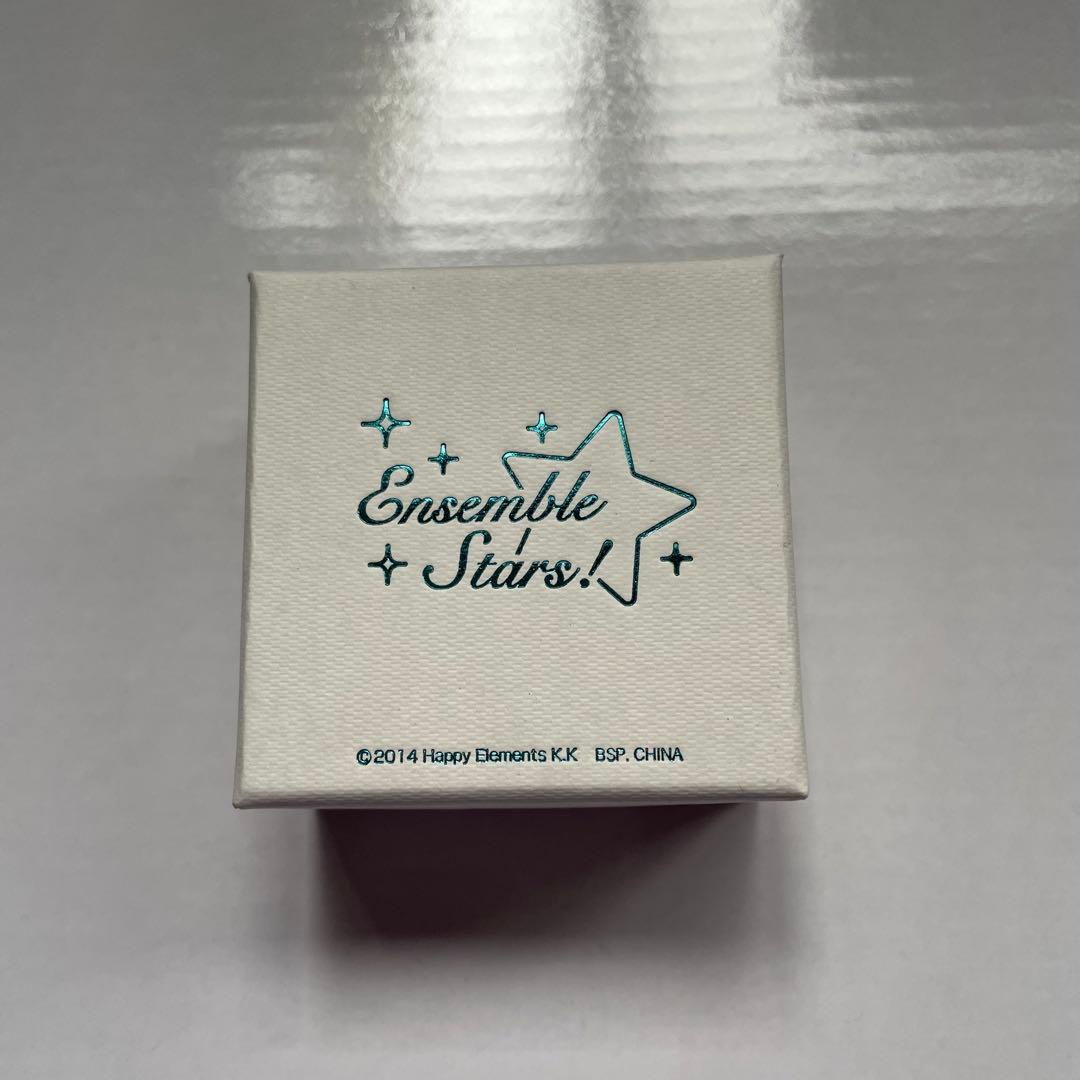 Ensemble
Stars!
©2014 Happy Elements K.K BSP. CHINA